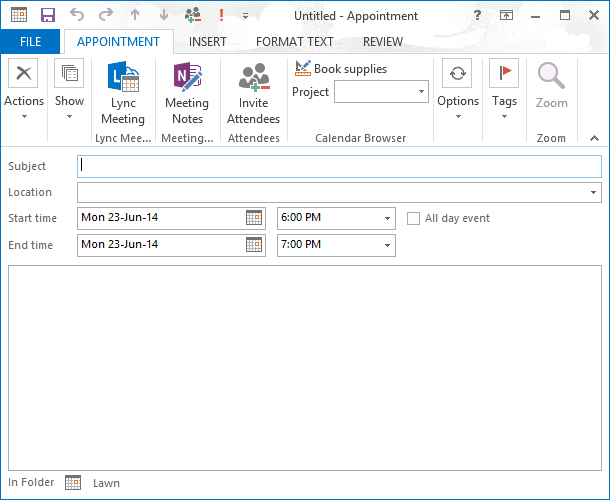 Untitled - Appointment
FILE APPOINTMENT INSERT FORMAT TEXT REVIEW
Actions
Show
Lync
Meeting
Lync Mee...
Meeting
Notes
Meeting...
Invite
Attendees
Attendees
Book supplies
Project
Calendar Browser
Options
Tags
Zoom
Zoom
Subject
Location
Start time Mon 23-Jun-14 6:00 PM All day event
End time Mon 23-Jun-14 7:00 PM
In Folder Lawn